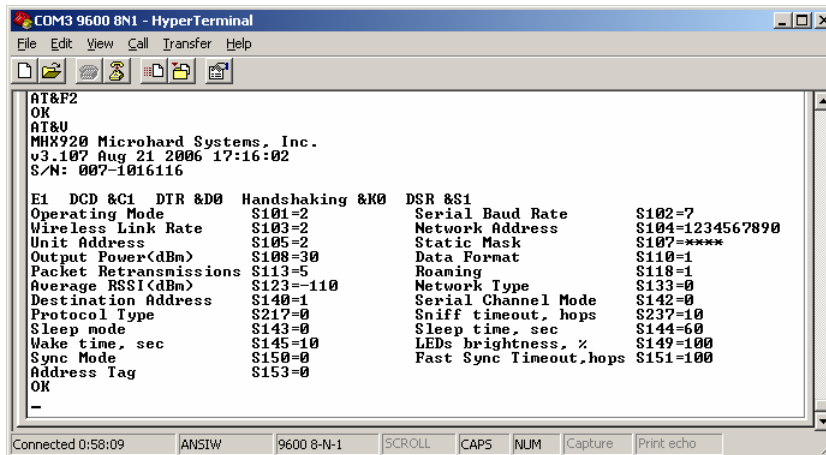 COM3 9600 8N1 - HyperTerminal
File Edit View Call Transfer Help
AT&F2
OK
AT&V
MHX920 Microhard Systems, Inc.
v3.107 Aug 21 2006 17:16:02
S/N: 007-1016116
E1 DCD &C1 DTR &D0 Handshaking &K0 DSR &S1
Operating Mode S101=2 Serial Baud Rate S102=7
Wireless Link Rate S103=2 Network Address S104=1234567890
Unit Address S105=2 Static Mask S107=****
Output Power(dBm) S108=30 Data Format S110=1
Packet Retransmissions S113=5 Roaming S118=1
Average RSSI(dBm) S123=-110 Network Type S133=0
Destination Address S140=1 Serial Channel Mode S142=0
Protocol Type S217=0 Sniff timeout, hops S237=10
Sleep mode S143=0 Sleep time, sec S144=60
Wake time, sec S145=10 LEDs brightness, % S149=100
Sync Mode S150=0 Fast Sync Timeout,hops S151=100
Address Tag S153=0
OK
_
Connected 0:58:09 ANSIW 9600 8-N-1 SCROLL CAPS NUM Capture Print echo